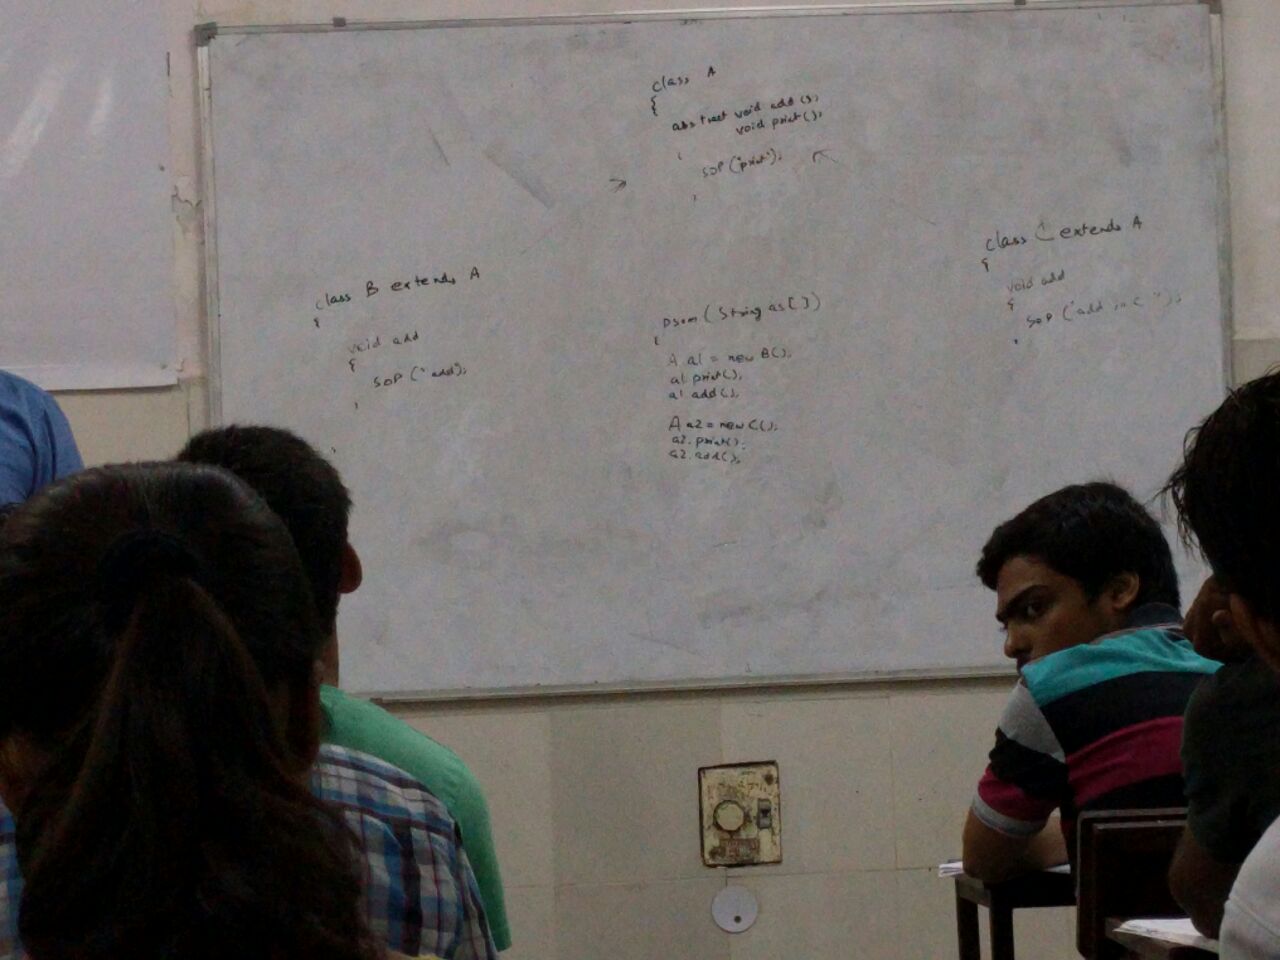 class A
{
abstract void add();
void print();
{
SOP ("print");
}
class B extends A
{
void add
{
SOP (" add");
}
}
psvm (String as[])
{
A a1 = new B();
a1.print();
a1.add();
A a2 = new C();
a2.print();
a2.add();
class C extends A
{
void add
{
SOP ("add in C ");
}